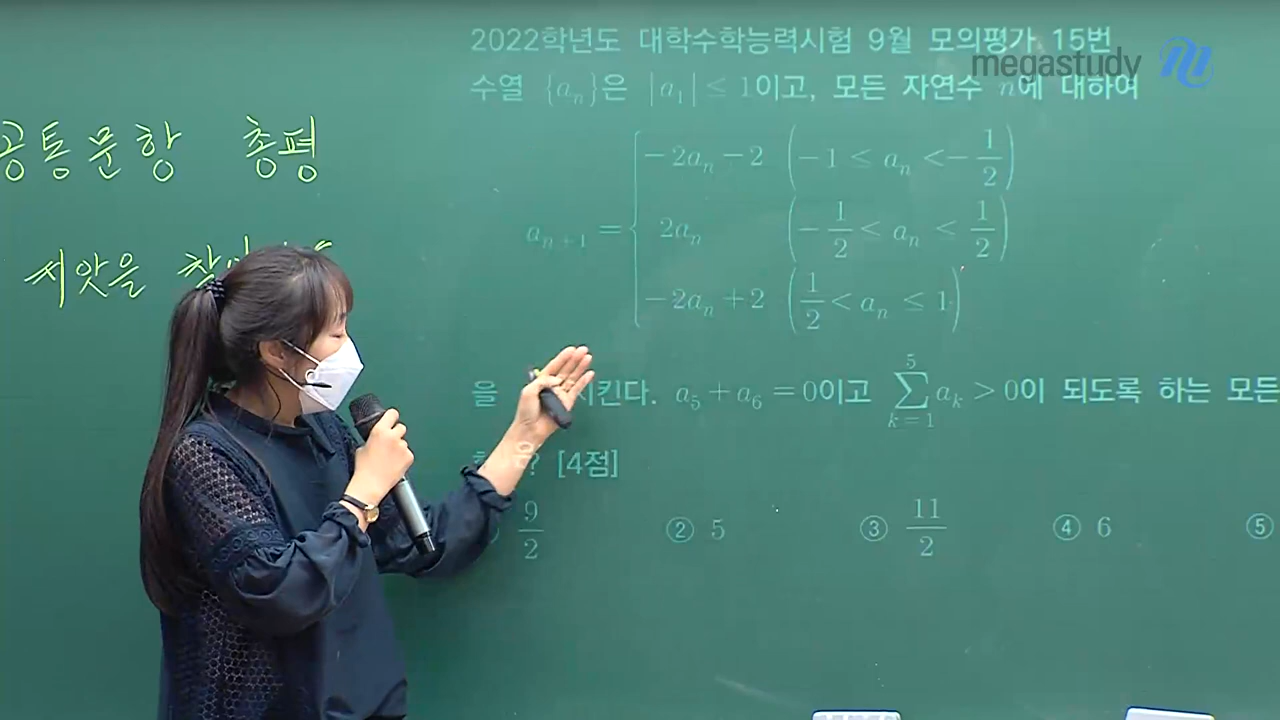 2022학년도 대학수학능력시험 9월 모의평가 15번
megastudy
수열 {aₙ}은 |a₁| ≤ 1이고, 모든 자연수 n에 대하여
공통문항 총평
씨앗을
aₙ₊₁ = { −2aₙ − 2 (−1 ≤ aₙ < −1/2)
2aₙ (−1/2 ≤ aₙ ≤ 1/2)
−2aₙ + 2 (1/2 < aₙ ≤ 1)
을 킨다. a₅ + a₆ = 0이고 ∑_{k=1}^{5} aₖ > 0이 되도록 하는 모든
은? [4점]
9/2 ② 5 ③ 11/2 ④ 6 ⑤